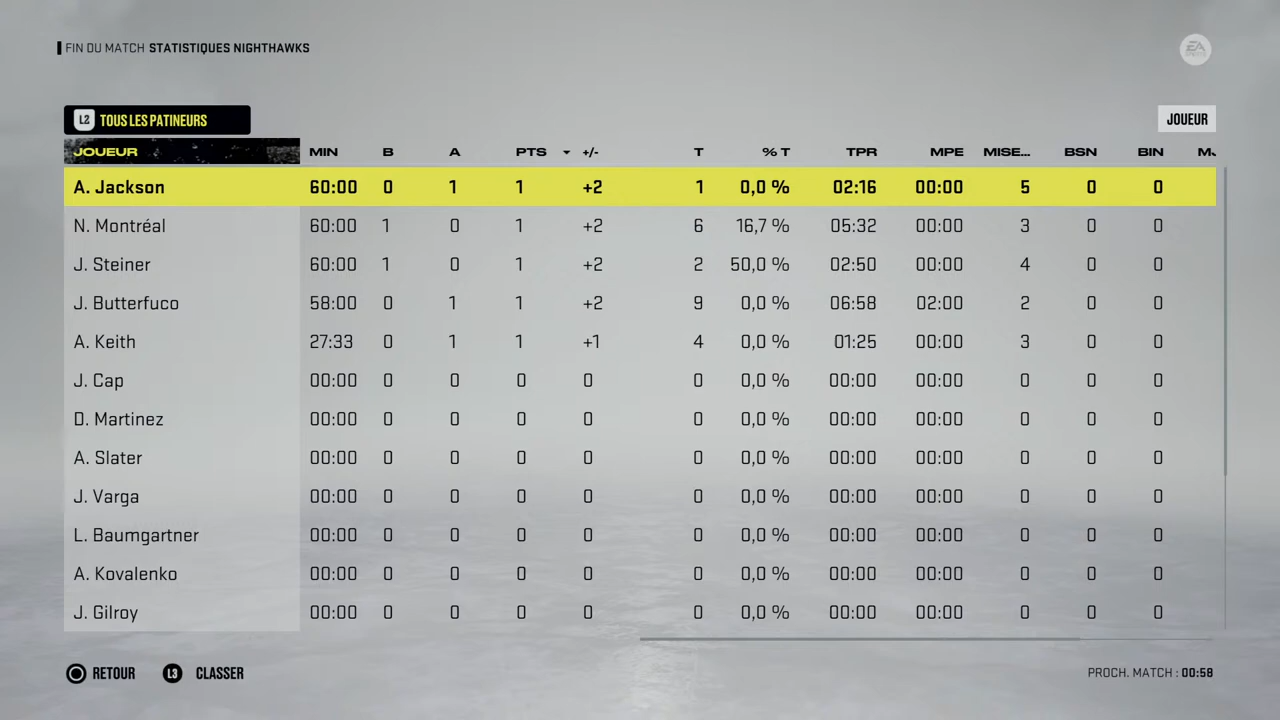 FIN DU MATCH STATISTIQUES NIGHTHAWKS
EA SPORTS
L2 TOUS LES PATINEURS
JOUEUR
JOUEUR MIN B A PTS +/- T % T TPR MPE MISE... BSN BIN
A. Jackson 60:00 0 1 1 +2 1 0,0 % 02:16 00:00 5 0 0
N. Montréal 60:00 1 0 1 +2 6 16,7 % 05:32 00:00 3 0 0
J. Steiner 60:00 1 0 1 +2 2 50,0 % 02:50 00:00 4 0 0
J. Butterfuco 58:00 0 1 1 +2 9 0,0 % 06:58 02:00 2 0 0
A. Keith 27:33 0 1 1 +1 4 0,0 % 01:25 00:00 3 0 0
J. Cap 00:00 0 0 0 0 0 0,0 % 00:00 00:00 0 0 0
D. Martinez 00:00 0 0 0 0 0 0,0 % 00:00 00:00 0 0 0
A. Slater 00:00 0 0 0 0 0 0,0 % 00:00 00:00 0 0 0
J. Varga 00:00 0 0 0 0 0 0,0 % 00:00 00:00 0 0 0
L. Baumgartner 00:00 0 0 0 0 0 0,0 % 00:00 00:00 0 0 0
A. Kovalenko 00:00 0 0 0 0 0 0,0 % 00:00 00:00 0 0 0
J. Gilroy 00:00 0 0 0 0 0 0,0 % 00:00 00:00 0 0 0
RETOUR L3 CLASSER
PROCH. MATCH : 00:58